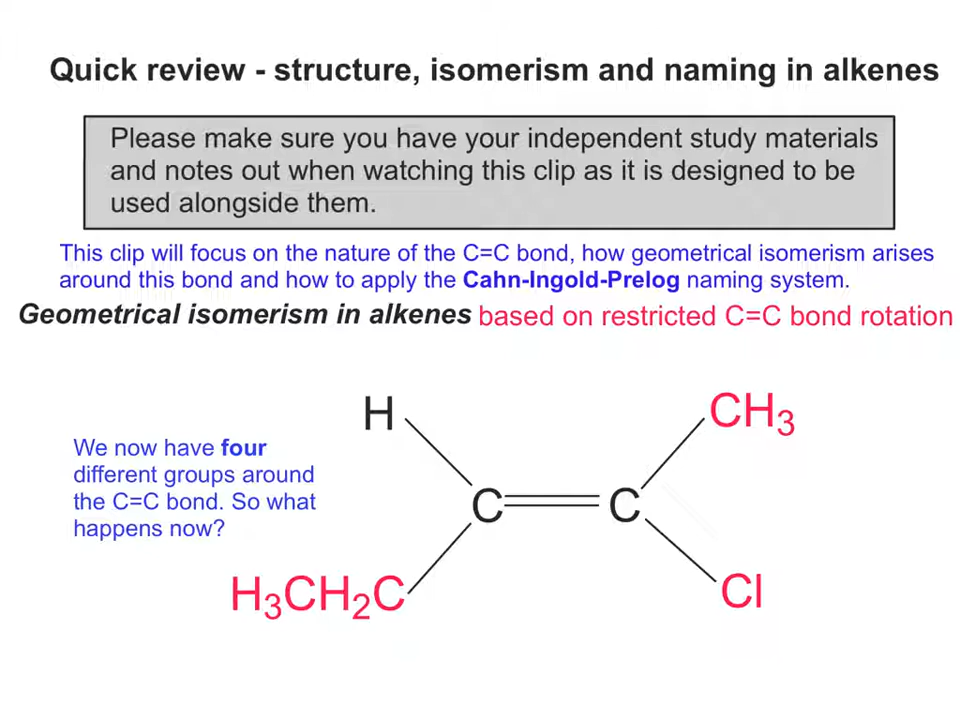 Quick review - structure, isomerism and naming in alkenes
Please make sure you have your independent study materials
and notes out when watching this clip as it is designed to be
used alongside them.
This clip will focus on the nature of the C=C bond, how geometrical isomerism arises
around this bond and how to apply the Cahn-Ingold-Prelog naming system.
Geometrical isomerism in alkenes based on restricted C=C bond rotation
H CH₃
We now have four
different groups around
the C=C bond. So what
happens now?
C C
H₃CH₂C Cl